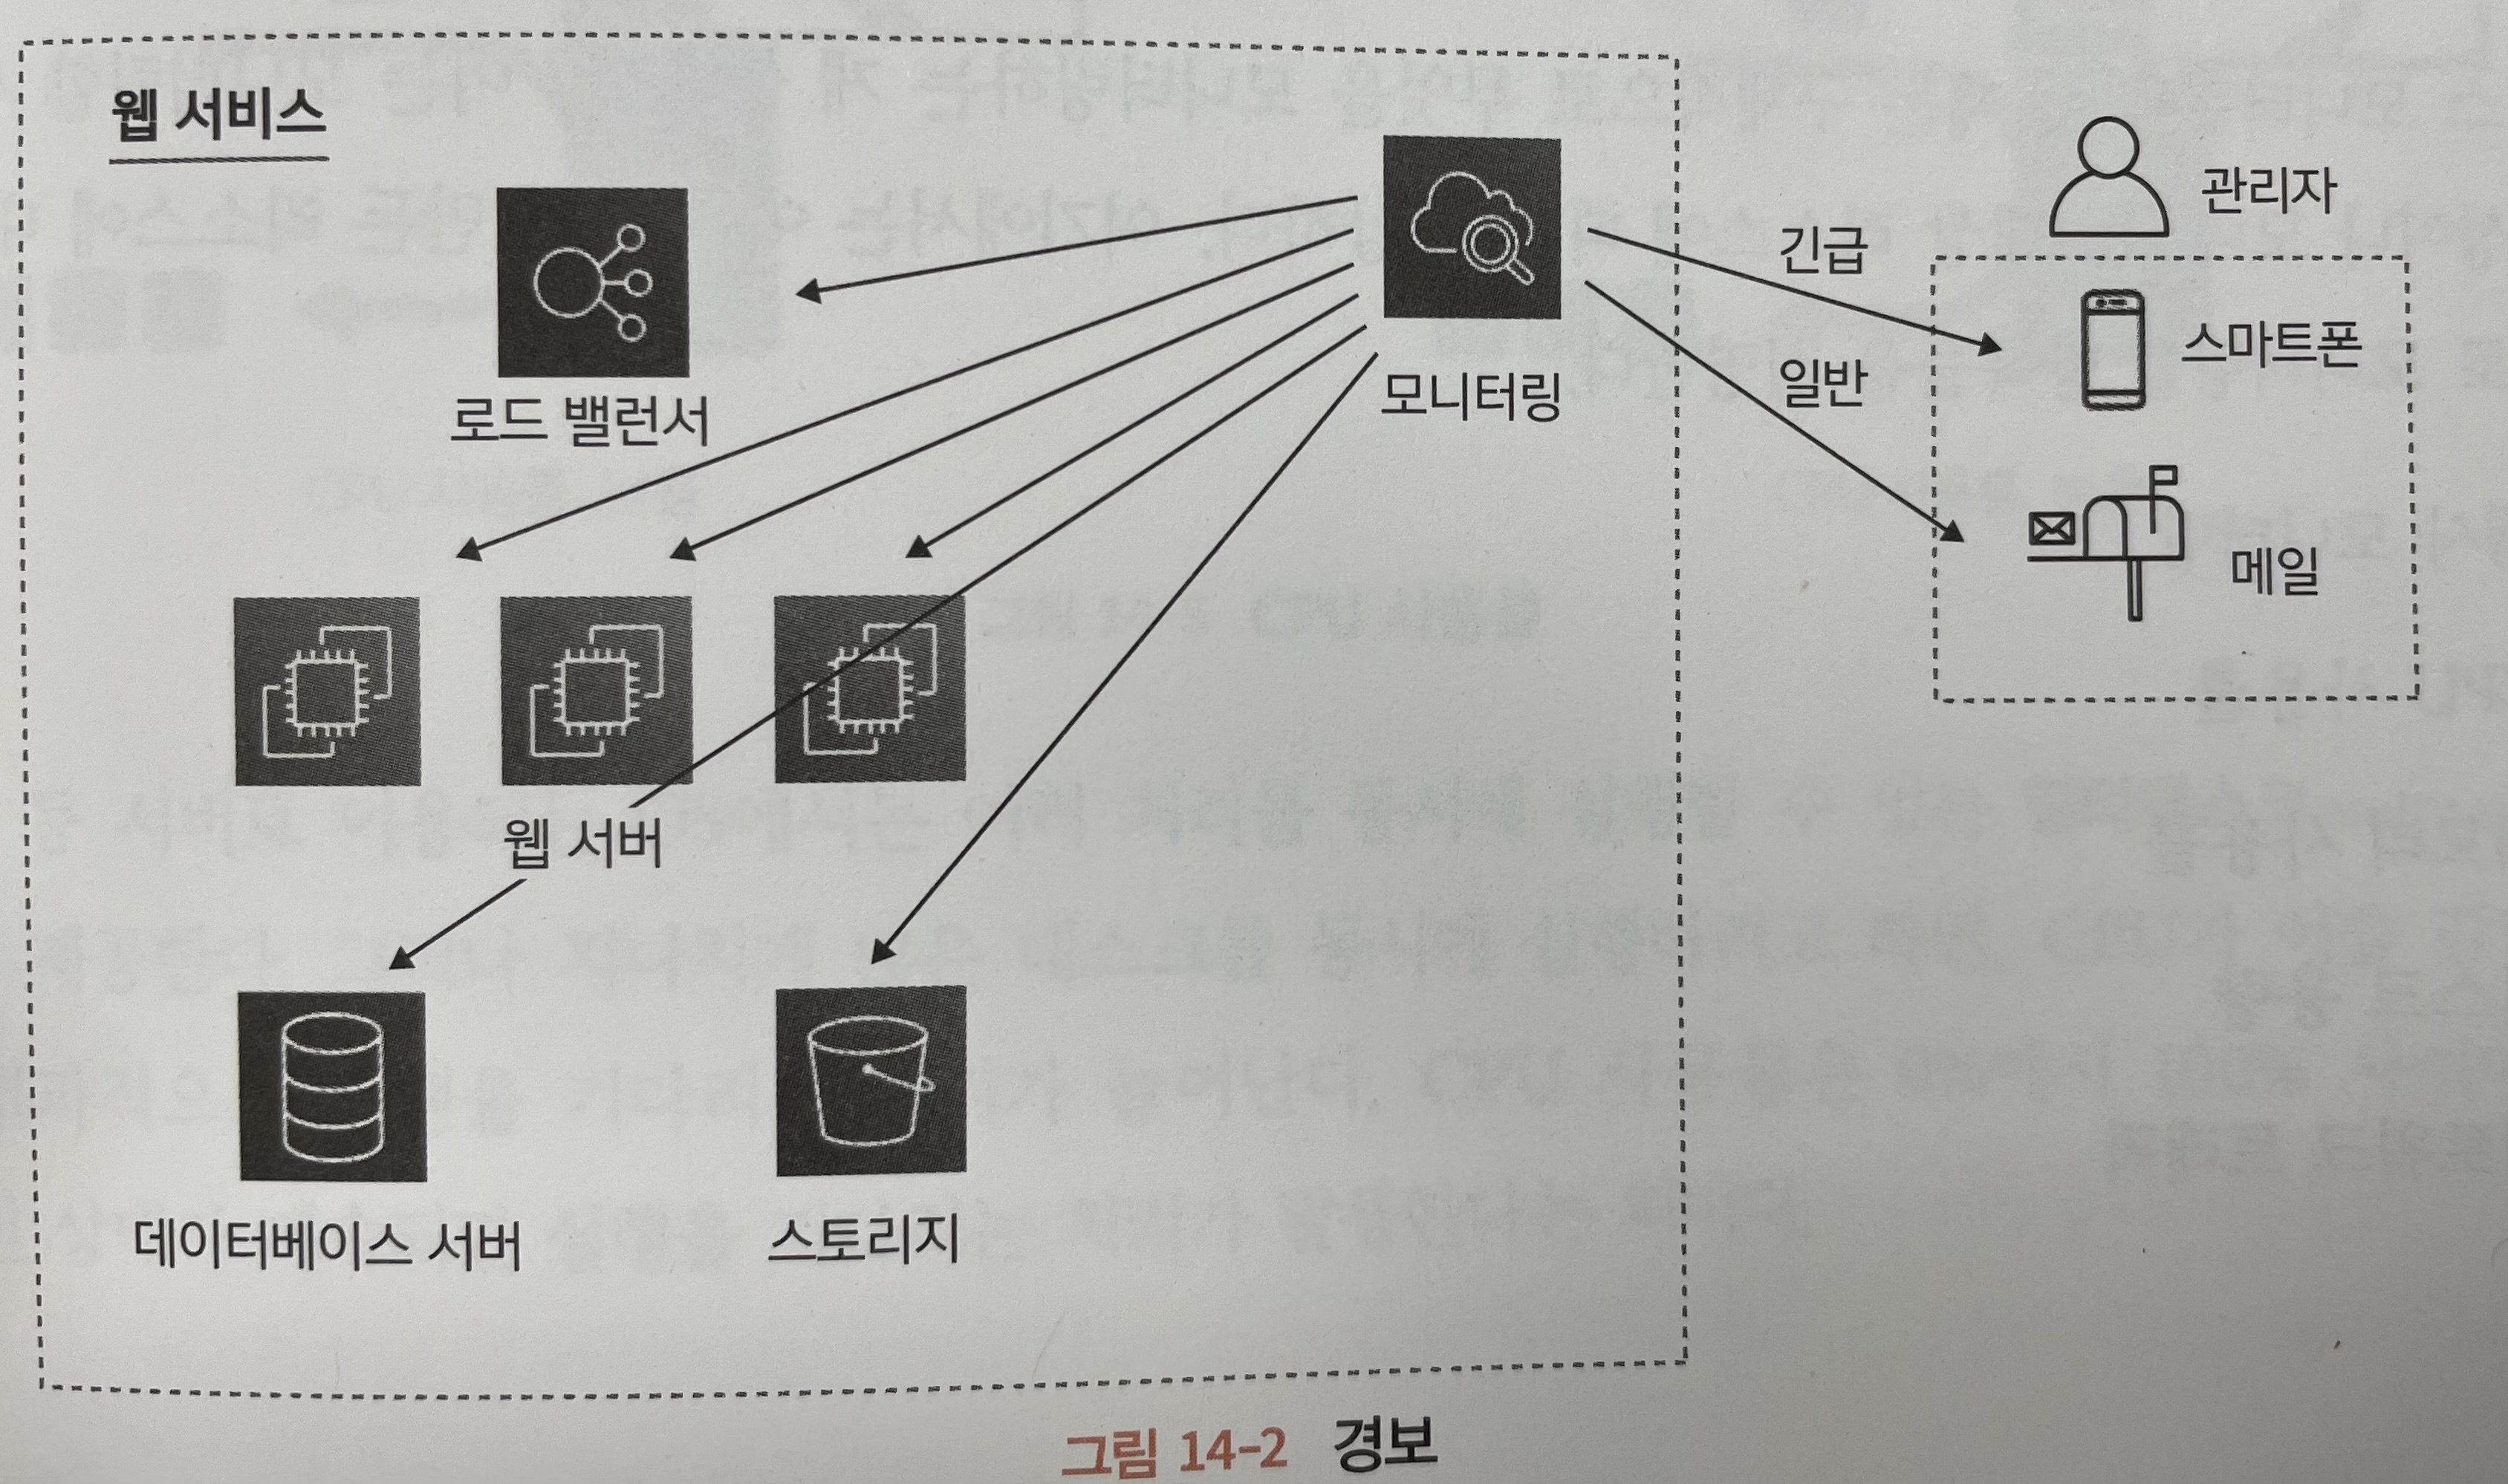 웹 서비스
로드 밸런서
모니터링
긴급
일반
관리자
스마트폰
메일
웹 서버
데이터베이스 서버
스토리지
그림 14-2 경보